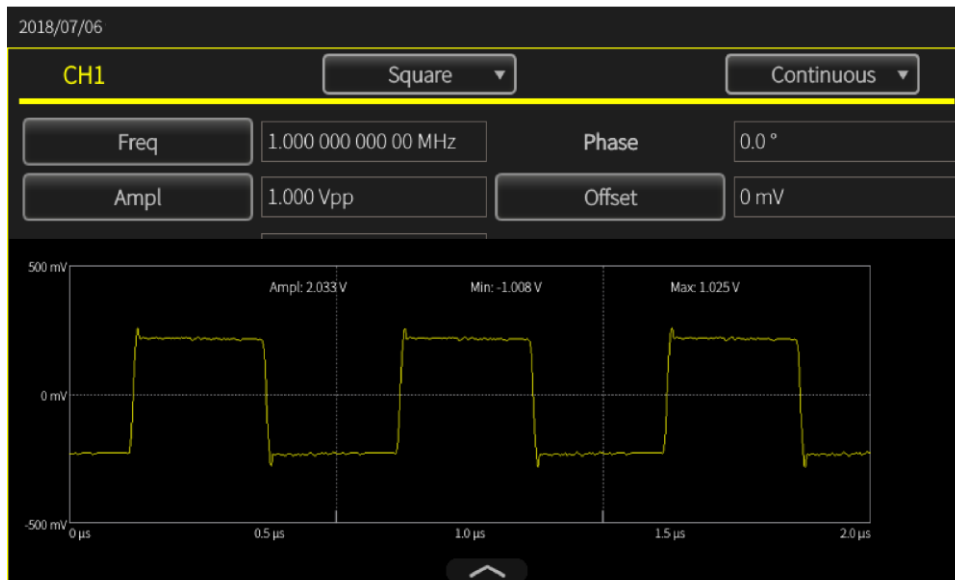 2018/07/06
CH1 Square Continuous
Freq 1.000 000 000 00 MHz Phase 0.0 °
Ampl 1.000 Vpp Offset 0 mV
500 mV
Ampl: 2.033 V Min: -1.008 V Max: 1.025 V
0 mV
-500 mV
0 µs 0.5 µs 1.0 µs 1.5 µs 2.0 µs